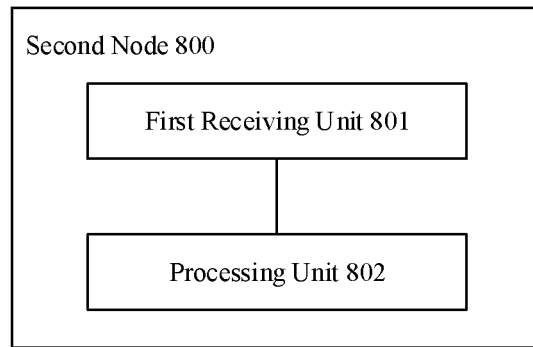 Second Node 800
First Receiving Unit 801
Processing Unit 802